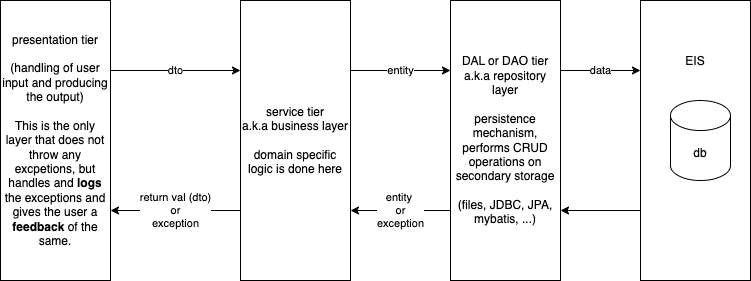 presentation tier
(handling of user
input and producing
the output)
This is the only
layer that does not
throw any
excpetions, but
handles and logs
the exceptions and
gives the user a
feedback of the
same.
dto
return val (dto)
or
exception
service tier
a.k.a business layer
domain specific
logic is done here
entity
entity
or
exception
DAL or DAO tier
a.k.a repository
layer
persistence
mechanism,
performs CRUD
operations on
secondary storage
(files, JDBC, JPA,
mybatis, ...)
data
EIS
db